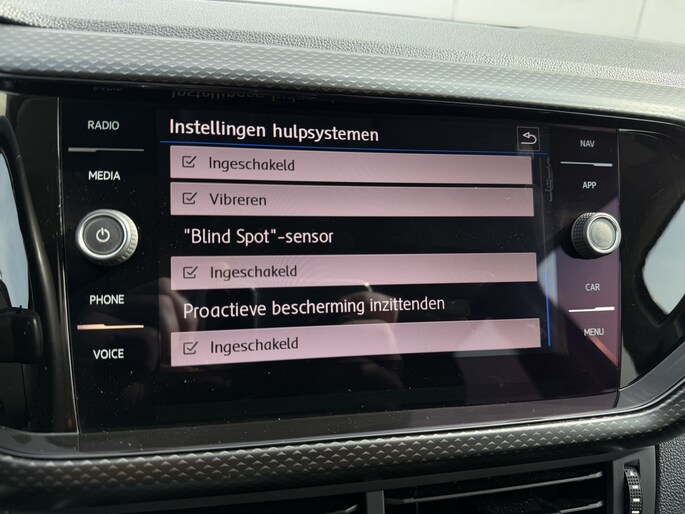 RADIO
MEDIA
PHONE
VOICE
Instellingen hulpsystemen
Ingeschakeld
Vibreren
"Blind Spot"-sensor
Ingeschakeld
Proactieve bescherming inzittenden
Ingeschakeld
NAV
APP
CAR
MENU